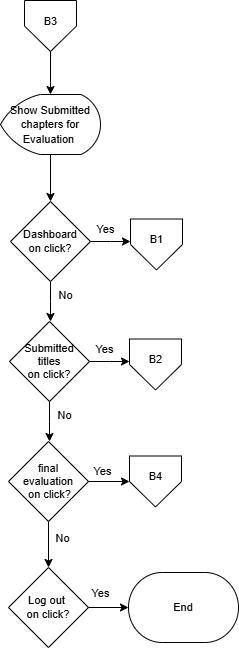 B3
Show Submitted
chapters for
Evaluation
Dashboard
on click?
Yes
B1
No
Submitted
titles
on click?
Yes
B2
No
final
evaluation
on click?
Yes
B4
No
Log out
on click?
Yes
End